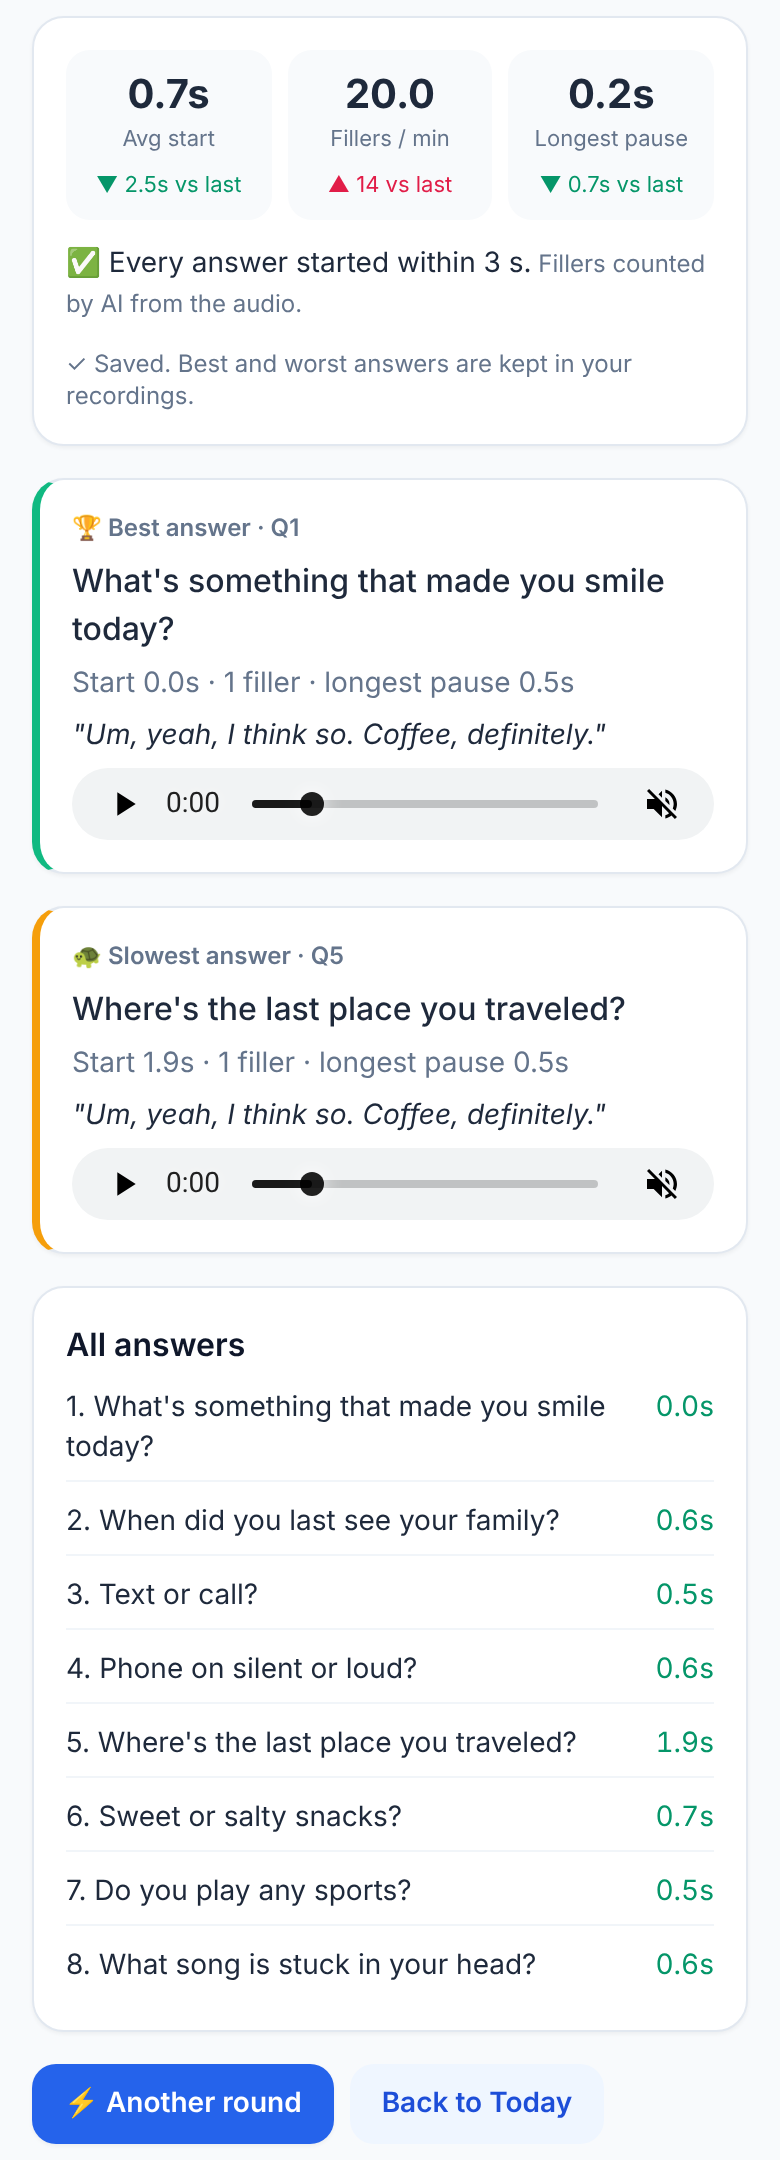 0.7s
Avg start
▼ 2.5s vs last
20.0
Fillers / min
▲ 14 vs last
0.2s
Longest pause
▼ 0.7s vs last
✅ Every answer started within 3 s. Fillers counted
by AI from the audio.
✓ Saved. Best and worst answers are kept in your
recordings.
🏆 Best answer · Q1
What's something that made you smile
today?
Start 0.0s · 1 filler · longest pause 0.5s
"Um, yeah, I think so. Coffee, definitely."
0:00
🐢 Slowest answer · Q5
Where's the last place you traveled?
Start 1.9s · 1 filler · longest pause 0.5s
"Um, yeah, I think so. Coffee, definitely."
0:00
All answers
1. What's something that made you smile 0.0s
today?
2. When did you last see your family? 0.6s
3. Text or call? 0.5s
4. Phone on silent or loud? 0.6s
5. Where's the last place you traveled? 1.9s
6. Sweet or salty snacks? 0.7s
7. Do you play any sports? 0.5s
8. What song is stuck in your head? 0.6s
⚡ Another round
Back to Today